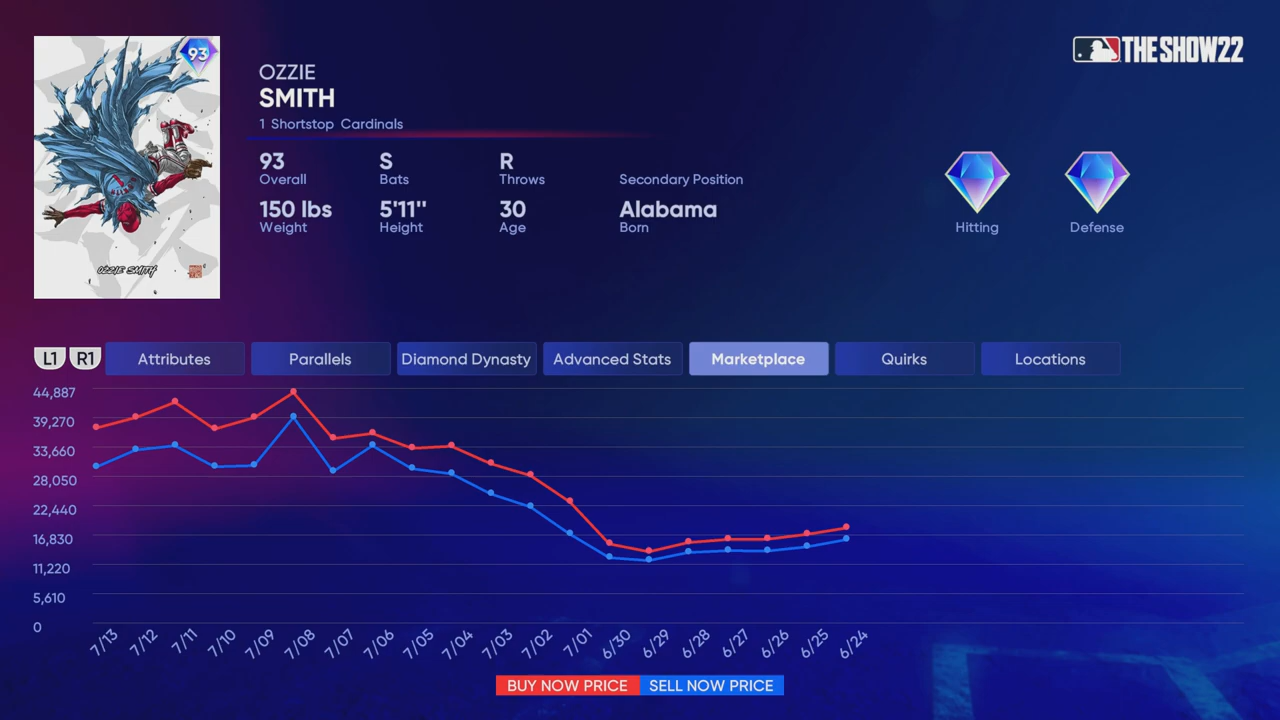 93
THE SHOW 22
OZZIE
SMITH
1 Shortstop Cardinals
93 S R
Overall Bats Throws Secondary Position
150 lbs 5'11" 30 Alabama
Weight Height Age Born
Hitting Defense
OZZIE SMITH
L1 R1 Attributes Parallels Diamond Dynasty Advanced Stats Marketplace Quirks Locations
44,887
39,270
33,660
28,050
22,440
16,830
11,220
5,610
0
7/13 7/12 7/11 7/10 7/09 7/08 7/07 7/06 7/05 7/04 7/03 7/02 7/01 6/30 6/29 6/28 6/27 6/26 6/25 6/24
BUY NOW PRICE SELL NOW PRICE